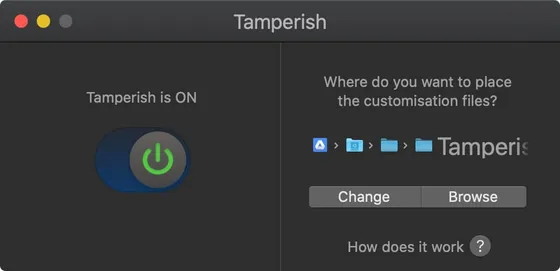 Tamperish
Tamperish is ON
Where do you want to place
the customisation files?
Tamperis
Change
Browse
How does it work ?